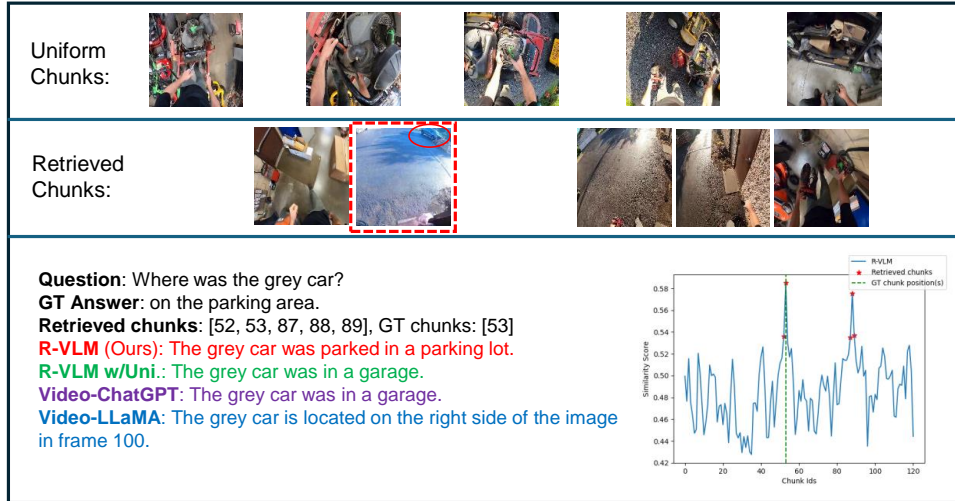 Uniform
Chunks:
Retrieved
Chunks:
Question: Where was the grey car?
GT Answer: on the parking area.
Retrieved chunks: [52, 53, 87, 88, 89], GT chunks: [53]
R-VLM (Ours): The grey car was parked in a parking lot.
R-VLM w/Uni.: The grey car was in a garage.
Video-ChatGPT: The grey car was in a garage.
Video-LLaMA: The grey car is located on the right side of the image
in frame 100.
R-VLM
Retrieved chunks
GT chunk position(s)
Similarity Score
0.58
0.56
0.54
0.52
0.50
0.48
0.46
0.44
0.42
0
20
40
60
80
100
120
Chunk Ids